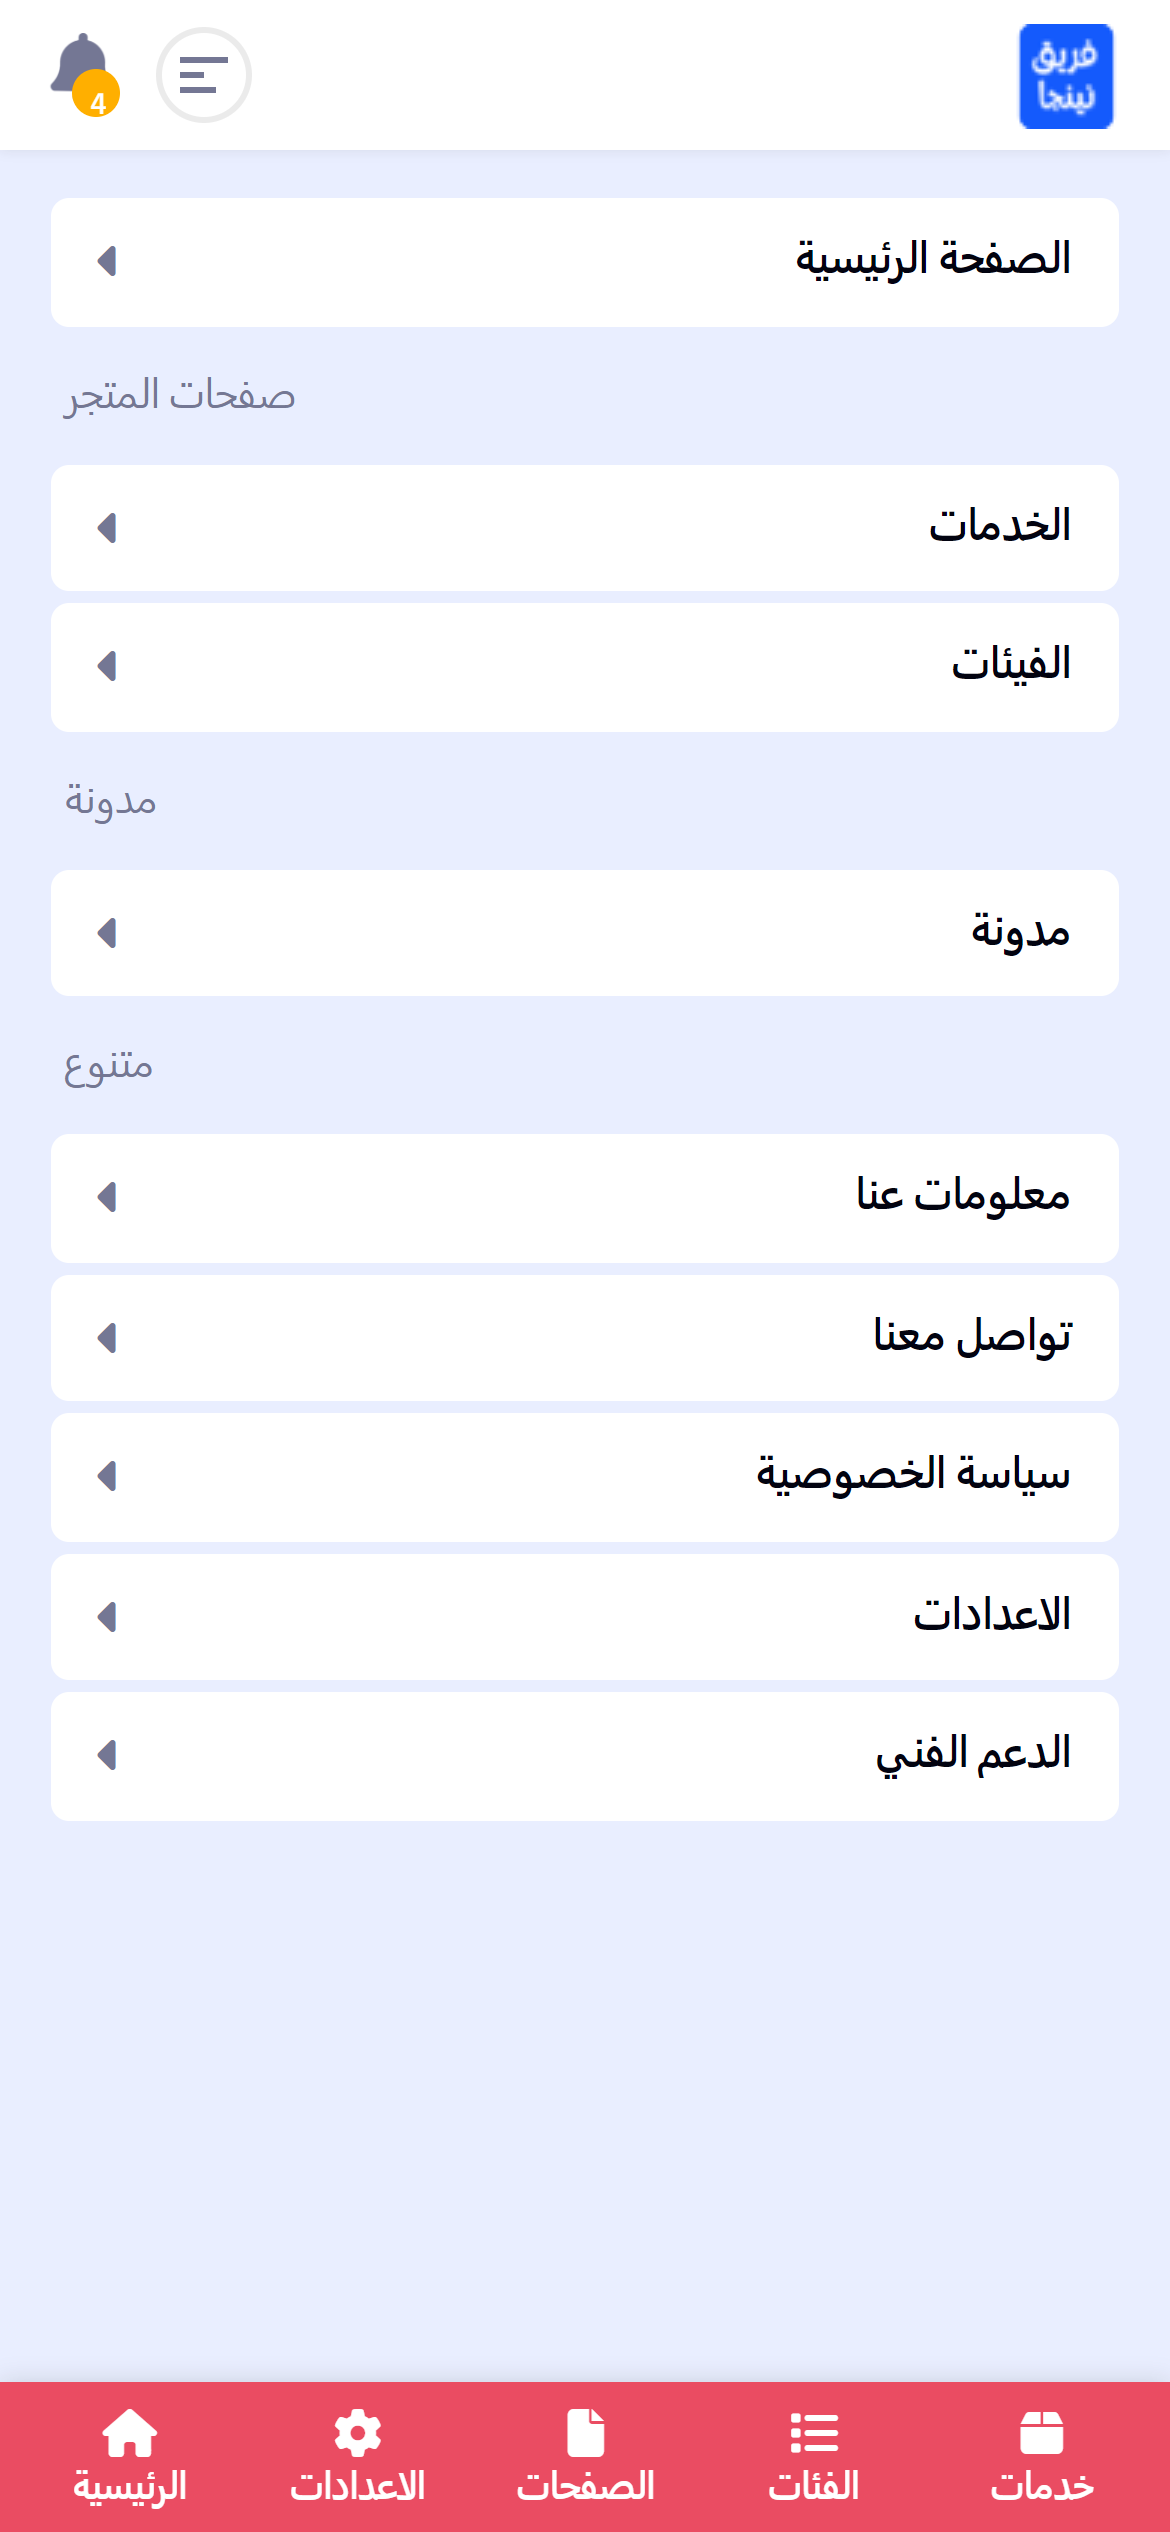 فريق
نينجا
4
الصفحة الرئيسية
صفحات المتجر
الخدمات
الفيئات
مدونة
مدونة
متنوع
معلومات عنا
تواصل معنا
سياسة الخصوصية
الاعدادات
الدعم الفني
خدمات
الفئات
الصفحات
الاعدادات
الرئيسية